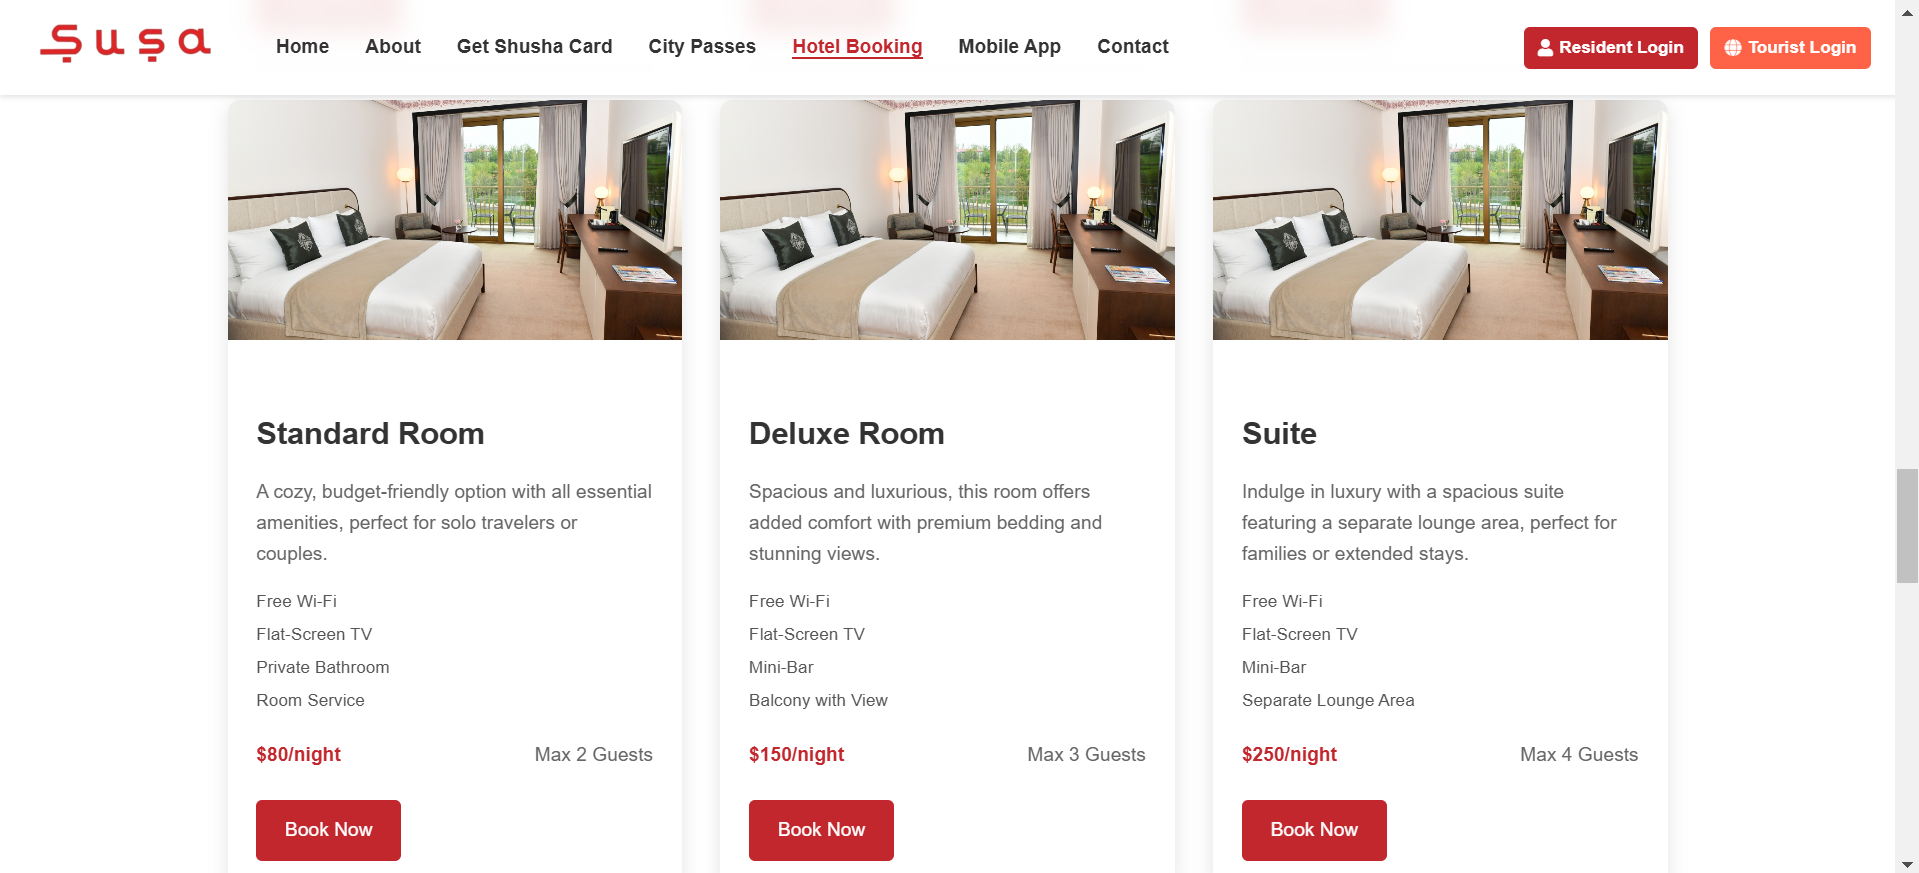 Şuşa
Home About Get Shusha Card City Passes Hotel Booking Mobile App Contact
Resident Login Tourist Login
Standard Room
A cozy, budget-friendly option with all essential
amenities, perfect for solo travelers or
couples.
Free Wi-Fi
Flat-Screen TV
Private Bathroom
Room Service
$80/night Max 2 Guests
Book Now
Deluxe Room
Spacious and luxurious, this room offers
added comfort with premium bedding and
stunning views.
Free Wi-Fi
Flat-Screen TV
Mini-Bar
Balcony with View
$150/night Max 3 Guests
Book Now
Suite
Indulge in luxury with a spacious suite
featuring a separate lounge area, perfect for
families or extended stays.
Free Wi-Fi
Flat-Screen TV
Mini-Bar
Separate Lounge Area
$250/night Max 4 Guests
Book Now